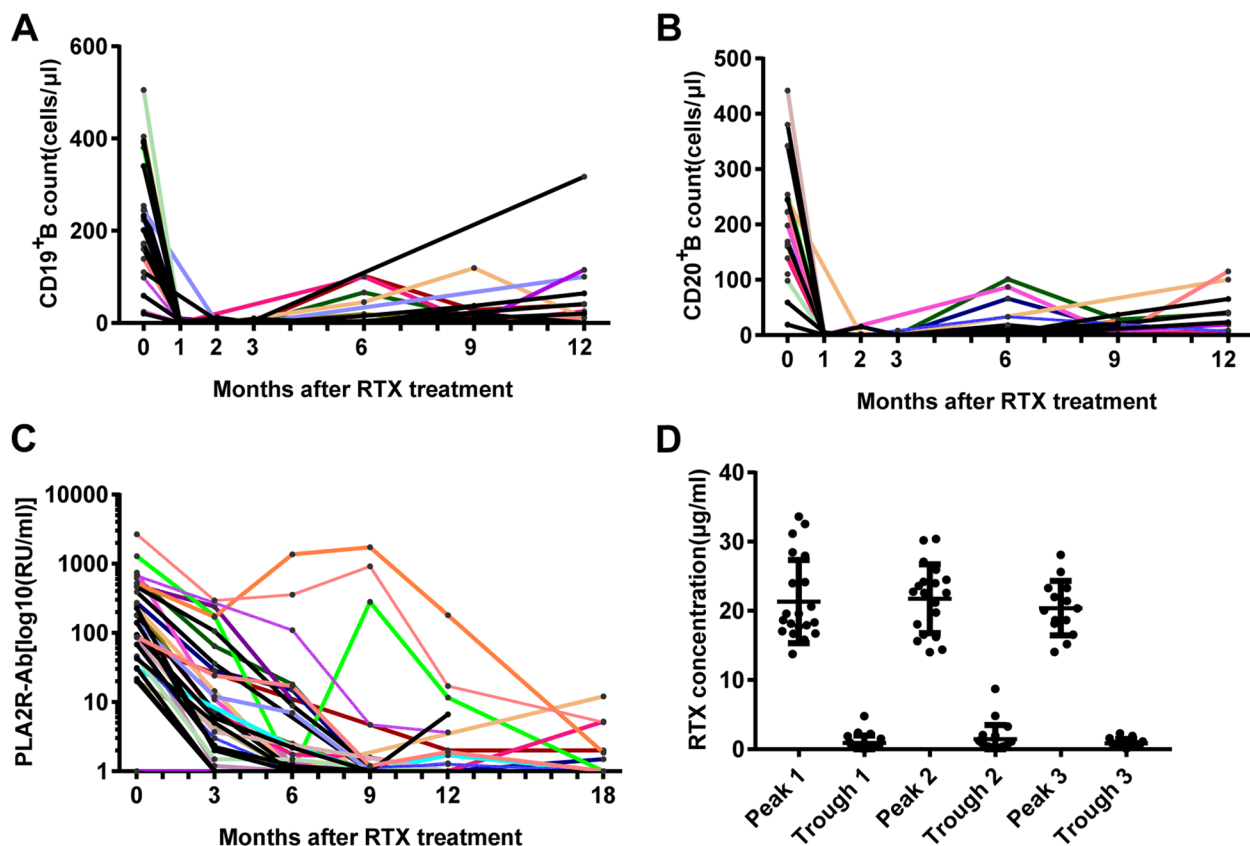 A
CD19+B count(cells/μl)
600
400
200
0
0 1 2 3 6 9 12
Months after RTX treatment
B
CD20+B count(cells/μl)
500
400
300
200
100
0
0 1 2 3 6 9 12
Months after RTX treatment
C
PLA2R-Ab[log10(RU/ml)]
10000
1000
100
10
1
0 3 6 9 12 18
Months after RTX treatment
D
RTX concentration(μg/ml)
40
30
20
10
0
Peak 1
Trough 1
Peak 2
Trough 2
Peak 3
Trough 3